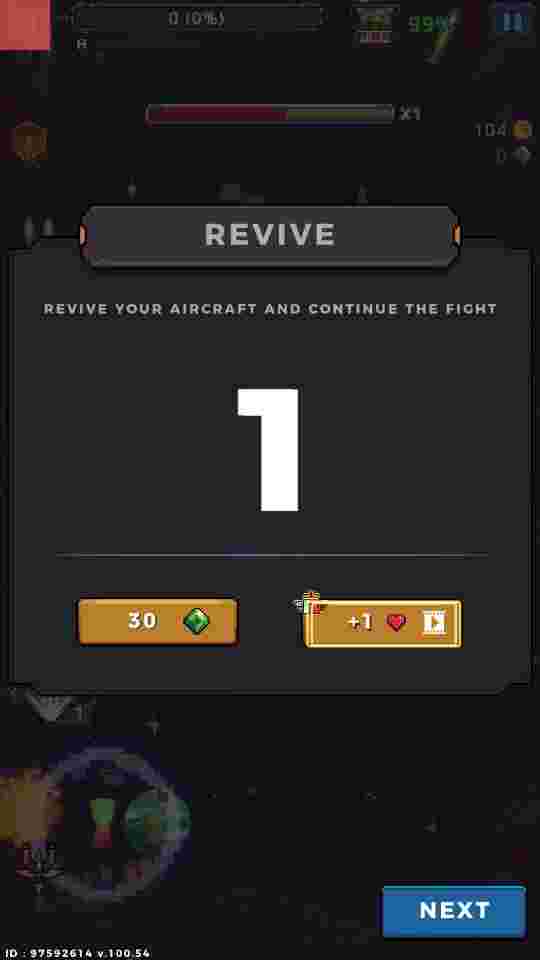 0 (0%)
99%
X1
104
0
REVIVE
REVIVE YOUR AIRCRAFT AND CONTINUE THE FIGHT
1
30
+1
NEXT
ID : 97592614 v.100.54